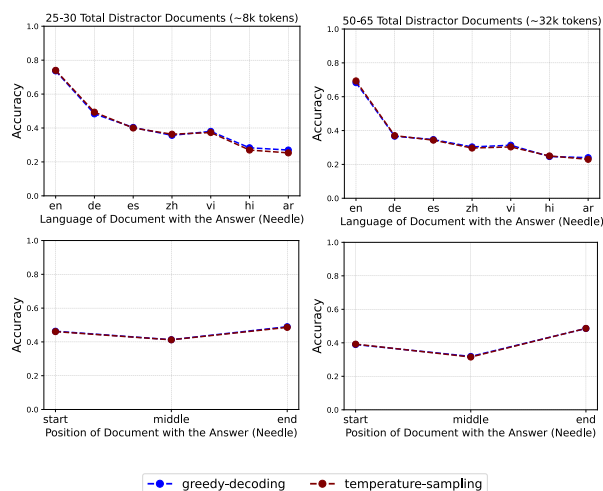 25-30 Total Distractor Documents (~8k tokens)
1.0
0.8
0.6
0.4
0.2
0.0
Accuracy
en de es zh vi hi ar
Language of Document with the Answer (Needle)
50-65 Total Distractor Documents (~32k tokens)
1.0
0.8
0.6
0.4
0.2
0.0
Accuracy
en de es zh vi hi ar
Language of Document with the Answer (Needle)
1.0
0.8
0.6
0.4
0.2
0.0
Accuracy
start middle end
Position of Document with the Answer (Needle)
1.0
0.8
0.6
0.4
0.2
0.0
Accuracy
start middle end
Position of Document with the Answer (Needle)
greedy-decoding temperature-sampling